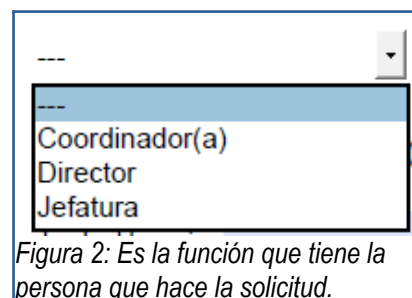 ---
---
Coordinador(a)
Director
Jefatura
Figura 2: Es la función que tiene la
persona que hace la solicitud.